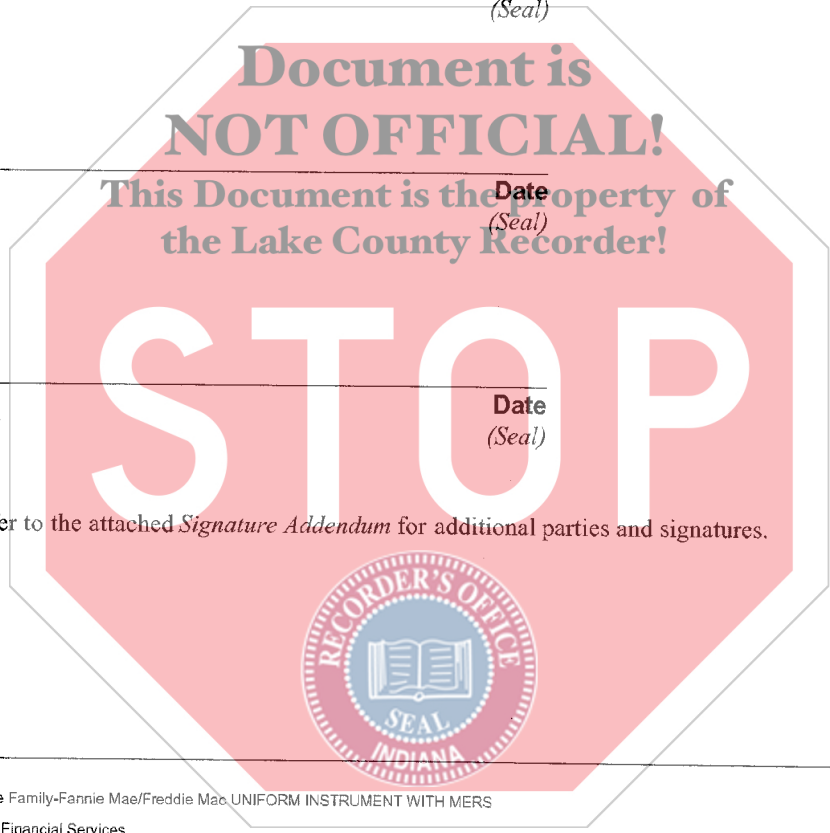 (Seal)
Document is
NOT OFFICIAL!
Date
This Document is the property of
(Seal)
the Lake County Recorder!
STOP
Date
(Seal)
er to the attached Signature Addendum for additional parties and signatures.
RECORDER'S OFFICE
SEAL
INDIANA
e Family-Fannie Mae/Freddie Mac UNIFORM INSTRUMENT WITH MERS
Financial Services